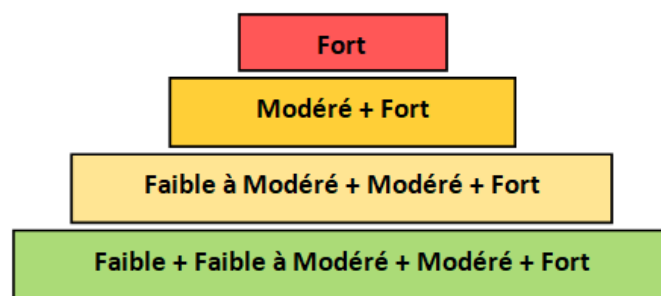 Fort
Modéré + Fort
Faible à Modéré + Modéré + Fort
Faible + Faible à Modéré + Modéré + Fort